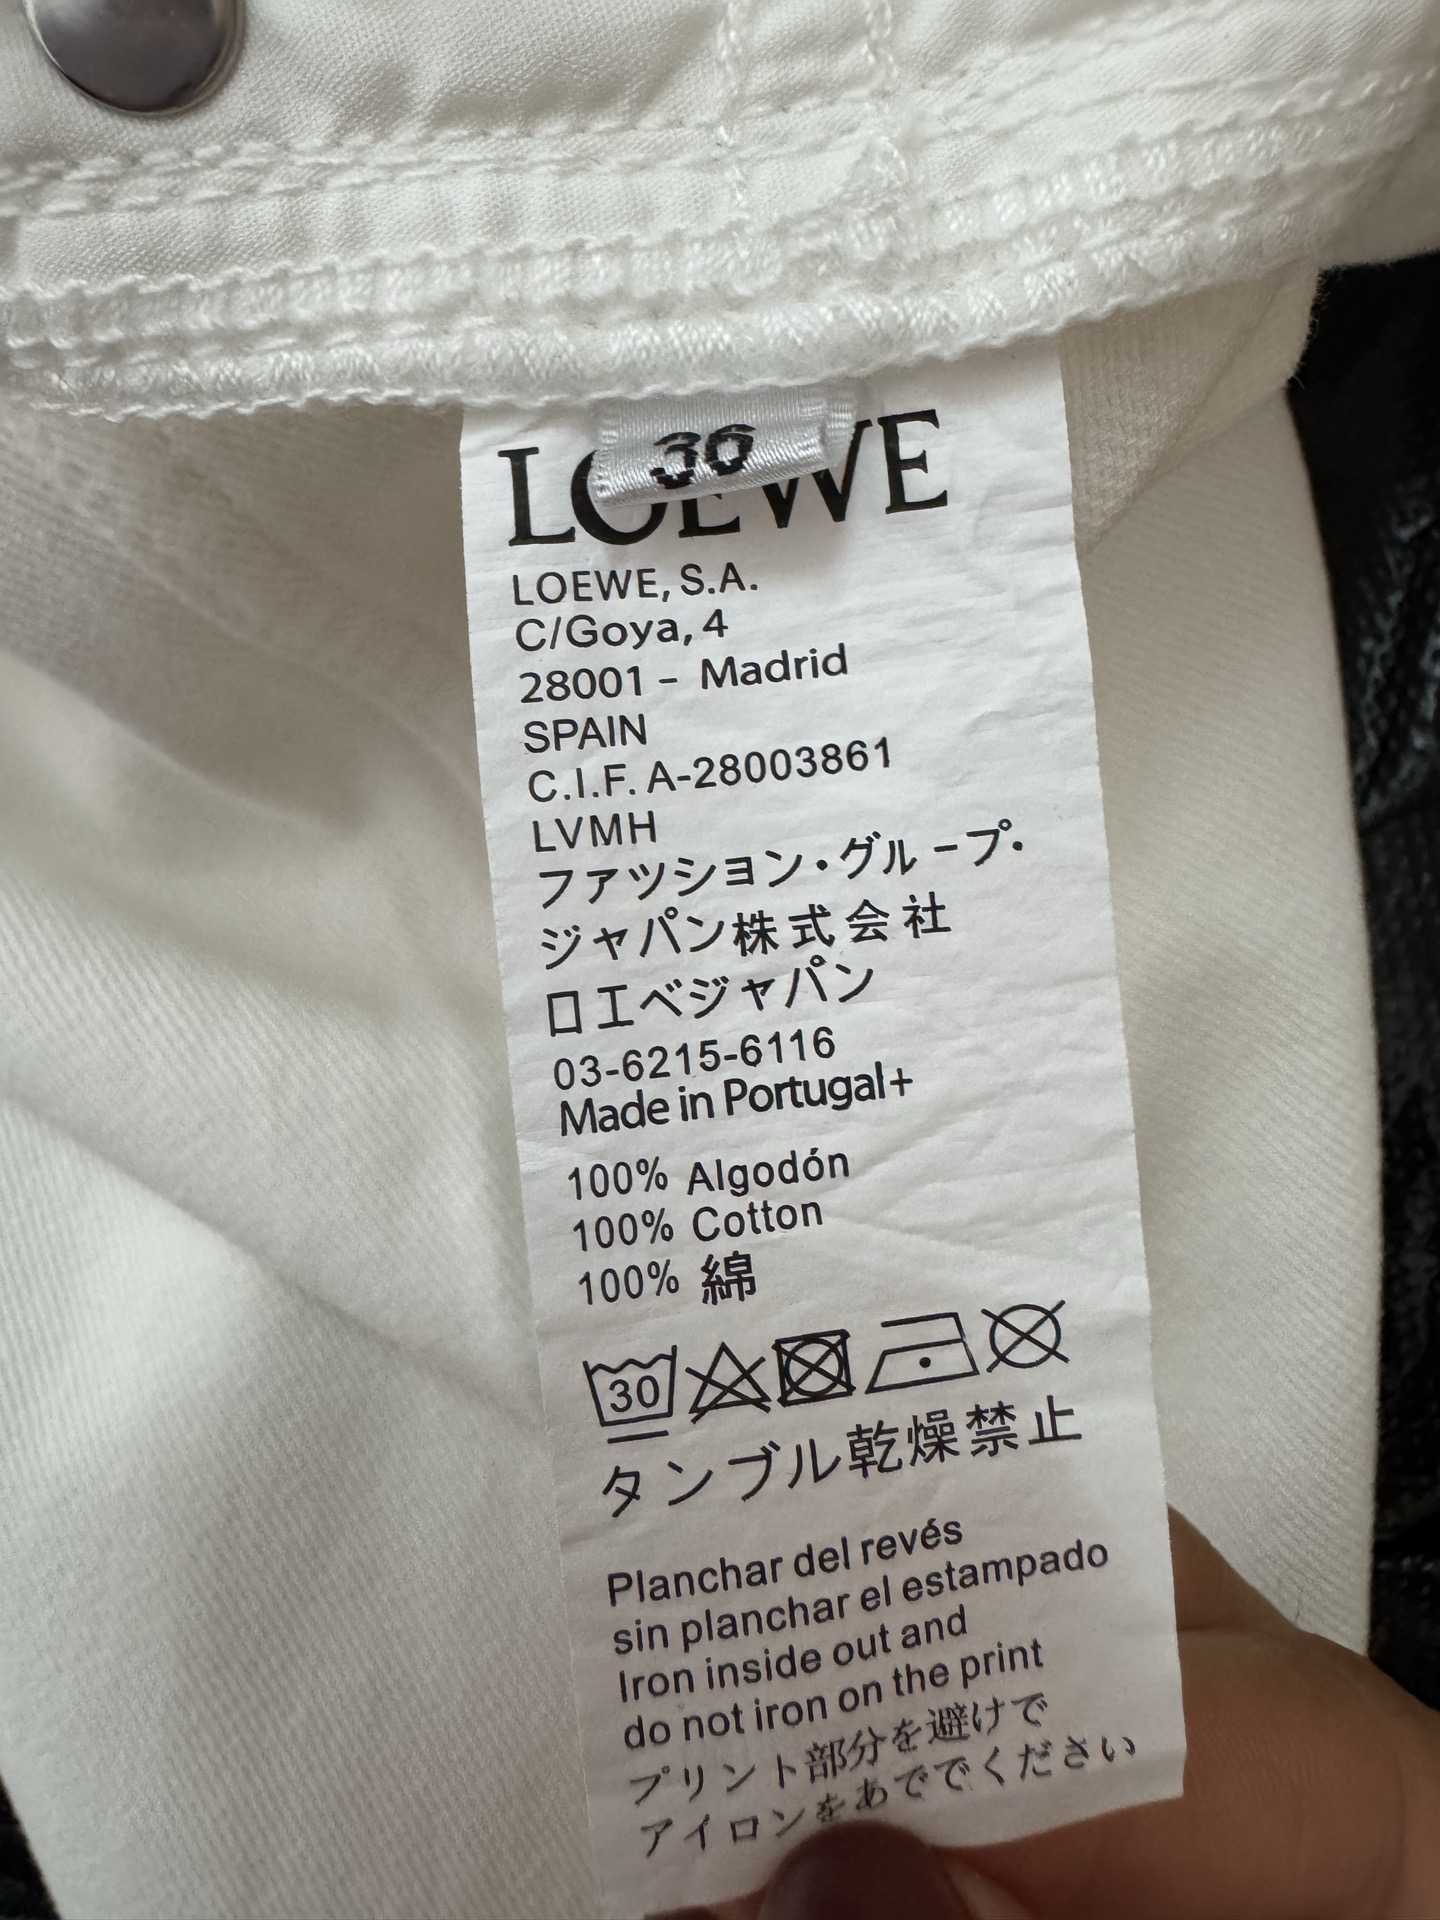 36
LOEWE
LOEWE, S.A.
C/Goya, 4
28001 - Madrid
SPAIN
C.I.F. A-28003861
LVMH
ファッション・グループ・
ジャパン株式会社
ロエベジャパン
03-6215-6116
Made in Portugal+
100% Algodón
100% Cotton
100% 綿
30
タンブル乾燥禁止
Planchar del revés
sin planchar el estampado
Iron inside out and
do not iron on the print
プリント部分を避けで
アイロンをあででください